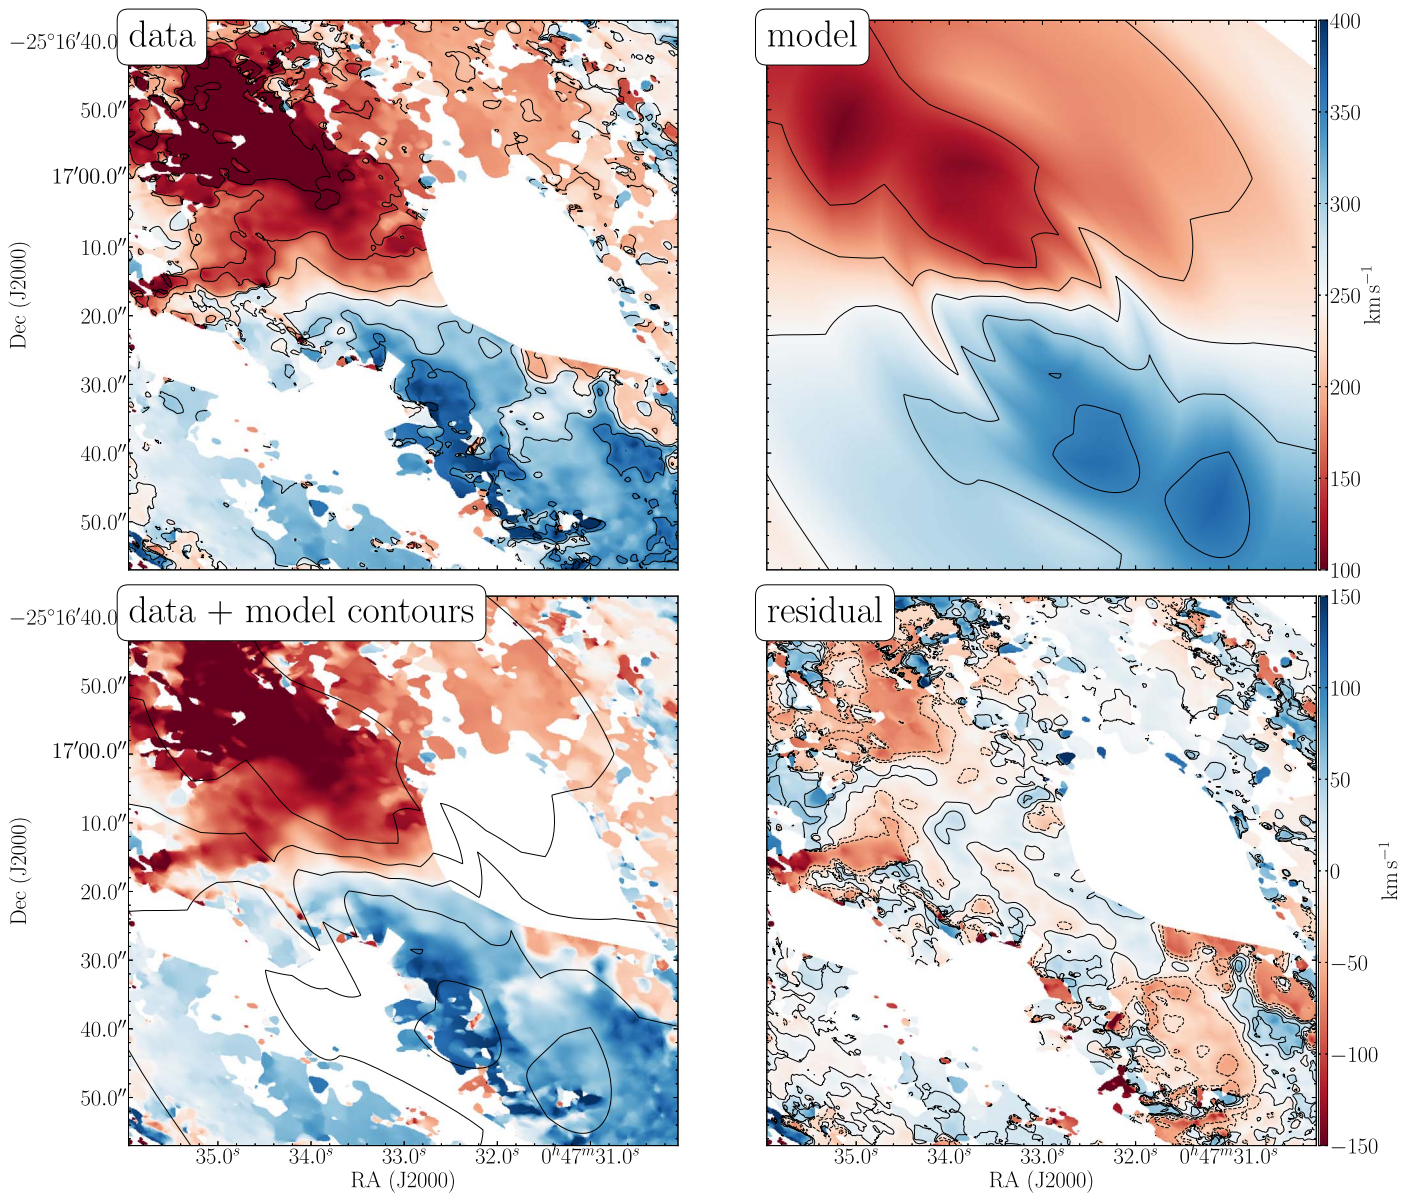 data
model
−25°16′40.0
50.0″
17′00.0″
10.0″
20.0″
30.0″
40.0″
50.0″
Dec (J2000)
400
350
300
250
200
150
100
km s⁻¹
data + model contours
residual
−25°16′40.0
50.0″
17′00.0″
10.0″
20.0″
30.0″
40.0″
50.0″
Dec (J2000)
150
100
50
0
−50
−100
−150
km s⁻¹
35.0ˢ 34.0ˢ 33.0ˢ 32.0ˢ 0ʰ47ᵐ31.0ˢ
RA (J2000)
35.0ˢ 34.0ˢ 33.0ˢ 32.0ˢ 0ʰ47ᵐ31.0ˢ
RA (J2000)